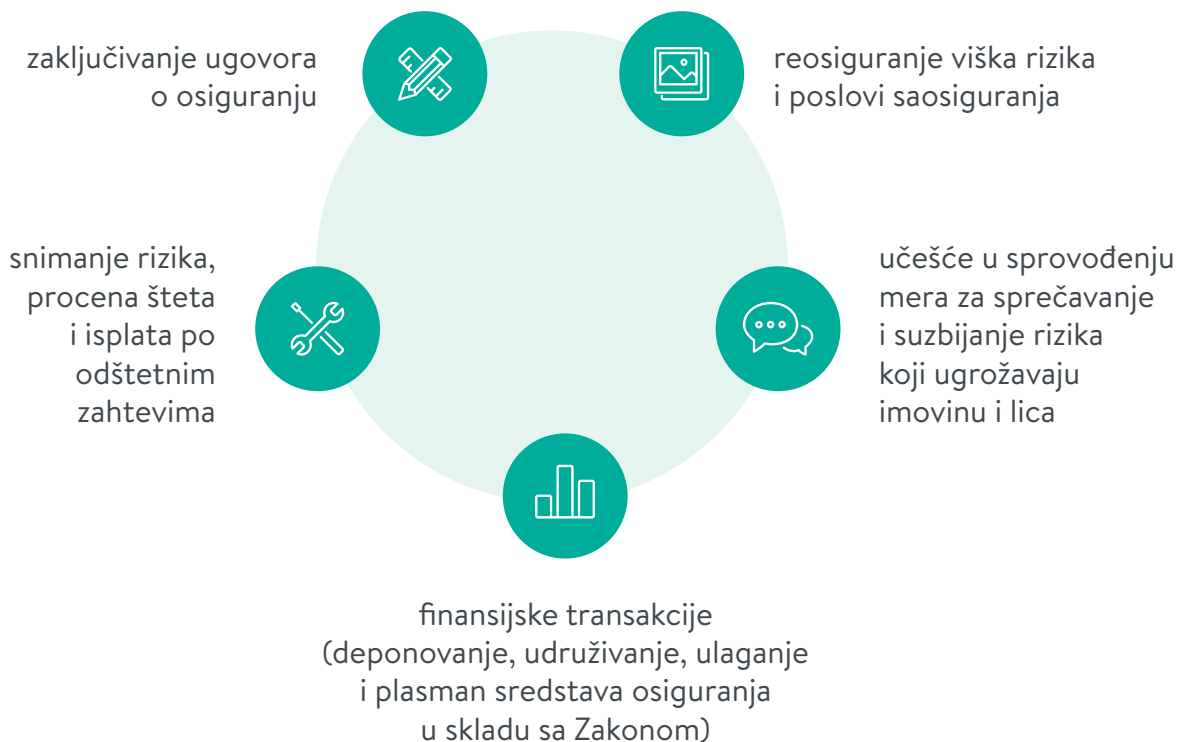 zaključivanje ugovora
o osiguranju
reosiguranje viška rizika
i poslovi saosiguranja
snimanje rizika,
procena šteta
i isplata po
odštetnim
zahtevima
učešće u sprovođenju
mera za sprečavanje
i suzbijanje rizika
koji ugrožavaju
imovinu i lica
finansijske transakcije
(deponovanje, udruživanje, ulaganje
i plasman sredstava osiguranja
u skladu sa Zakonom)